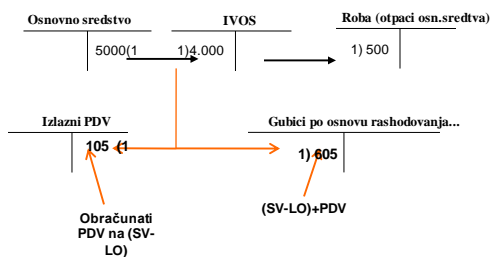 Osnovno sredstvo
IVOS
Roba (otpaci osn.sredtva)
5000(1
1)4.000
1) 500
Izlazni PDV
Gubici po osnovu rashodovanja...
105 (1
1) 605
Obračunati
PDV na (SV-
LO)
(SV-LO)+PDV